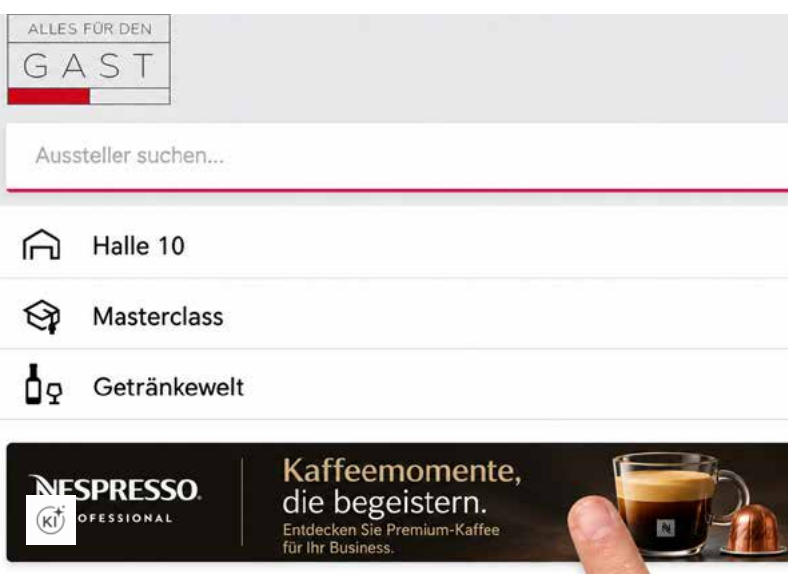 ALLES FÜR DEN
GAST
Aussteller suchen...
Halle 10
Masterclass
Getränkewelt
NESPRESSO.
OFESSIONAL
KI
Kaffeemomente,
die begeistern.
Entdecken Sie Premium-Kaffee
für Ihr Business.
N